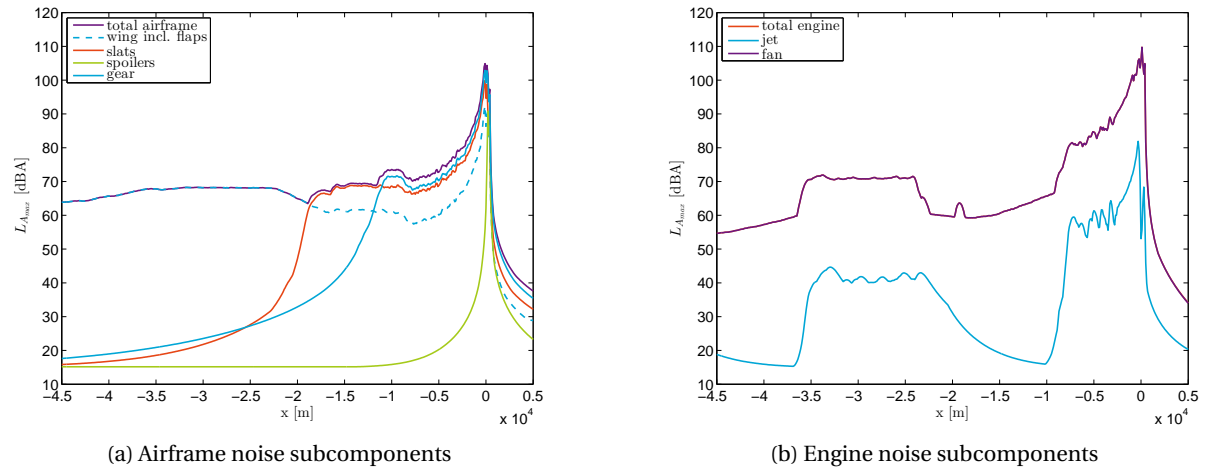 120
110
100
90
80
70
60
50
40
30
20
10
L_{A_{max}} [dBA]
total airframe
wing incl. flaps
slats
spoilers
gear
−4.5 −4 −3.5 −3 −2.5 −2 −1.5 −1 −0.5 0 0.5
x 10⁴
x [m]
(a) Airframe noise subcomponents
120
110
100
90
80
70
60
50
40
30
20
10
L_{A_{max}} [dBA]
total engine
jet
fan
−4.5 −4 −3.5 −3 −2.5 −2 −1.5 −1 −0.5 0 0.5
x 10⁴
x [m]
(b) Engine noise subcomponents